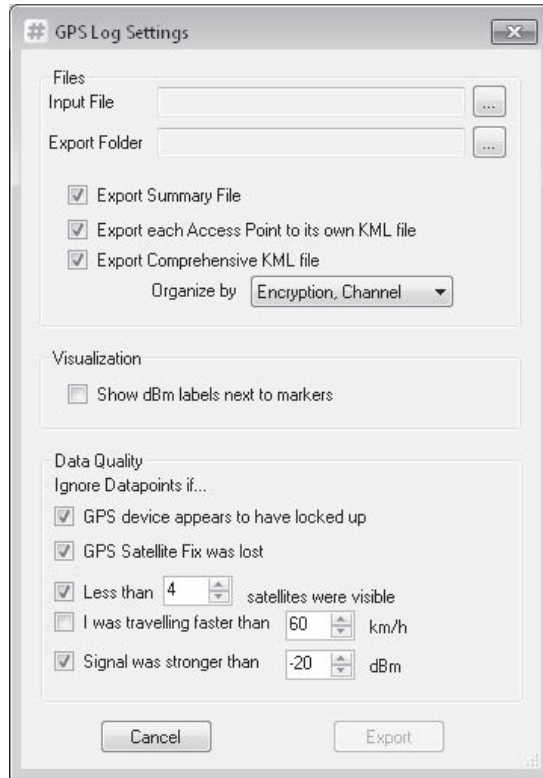 GPS Log Settings
Files
Input File ...
Export Folder ...
Export Summary File
Export each Access Point to its own KML file
Export Comprehensive KML file
Organize by Encryption, Channel
Visualization
Show dBm labels next to markers
Data Quality
Ignore Datapoints if...
GPS device appears to have locked up
GPS Satellite Fix was lost
Less than 4 satellites were visible
I was travelling faster than 60 km/h
Signal was stronger than -20 dBm
Cancel Export